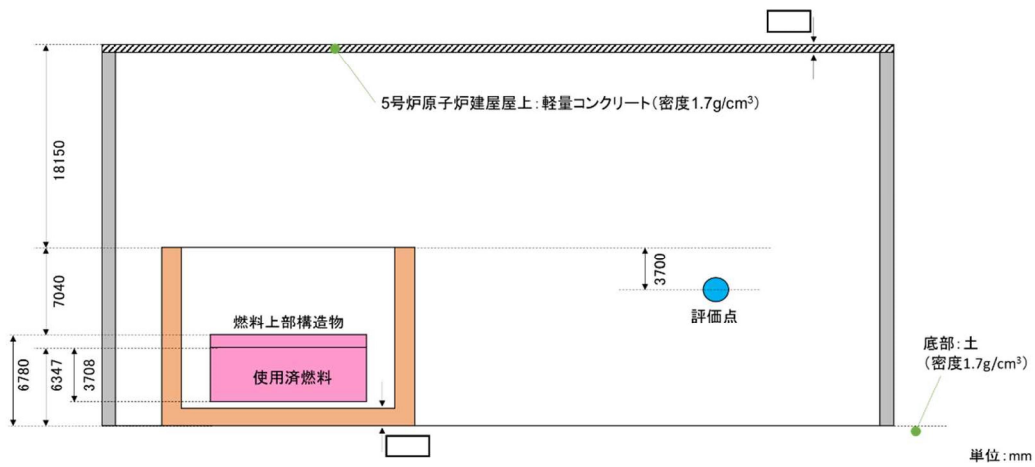 5号炉原子炉建屋屋上：軽量コンクリート（密度1.7g/cm³）
18150
7040
3700
燃料上部構造物
評価点
使用済燃料
6780
6347
3708
底部：土
（密度1.7g/cm³）
単位：mm